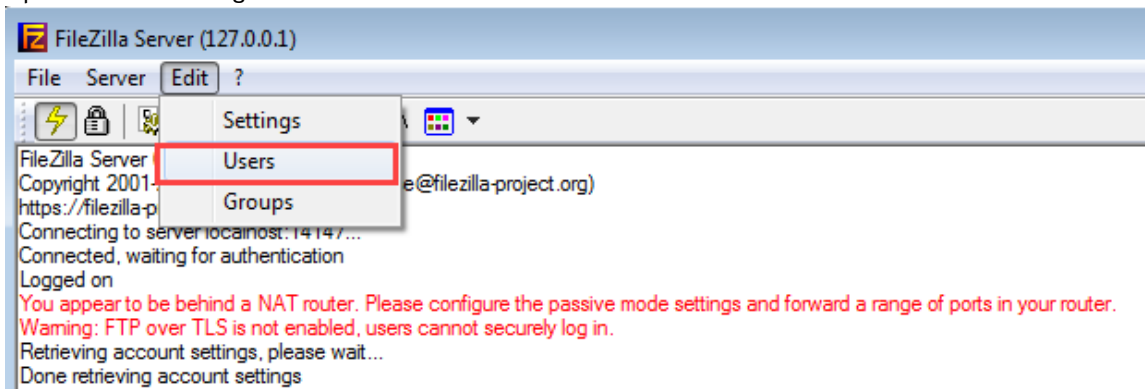 FileZilla Server (127.0.0.1)
File Server Edit ?
Settings
Users
Groups
FileZilla Server
Copyright 2001- e@filezilla-project.org)
https://filezilla-p
Connecting to server localhost:14147...
Connected, waiting for authentication
Logged on
You appear to be behind a NAT router. Please configure the passive mode settings and forward a range of ports in your router.
Warning: FTP over TLS is not enabled, users cannot securely log in.
Retrieving account settings, please wait...
Done retrieving account settings